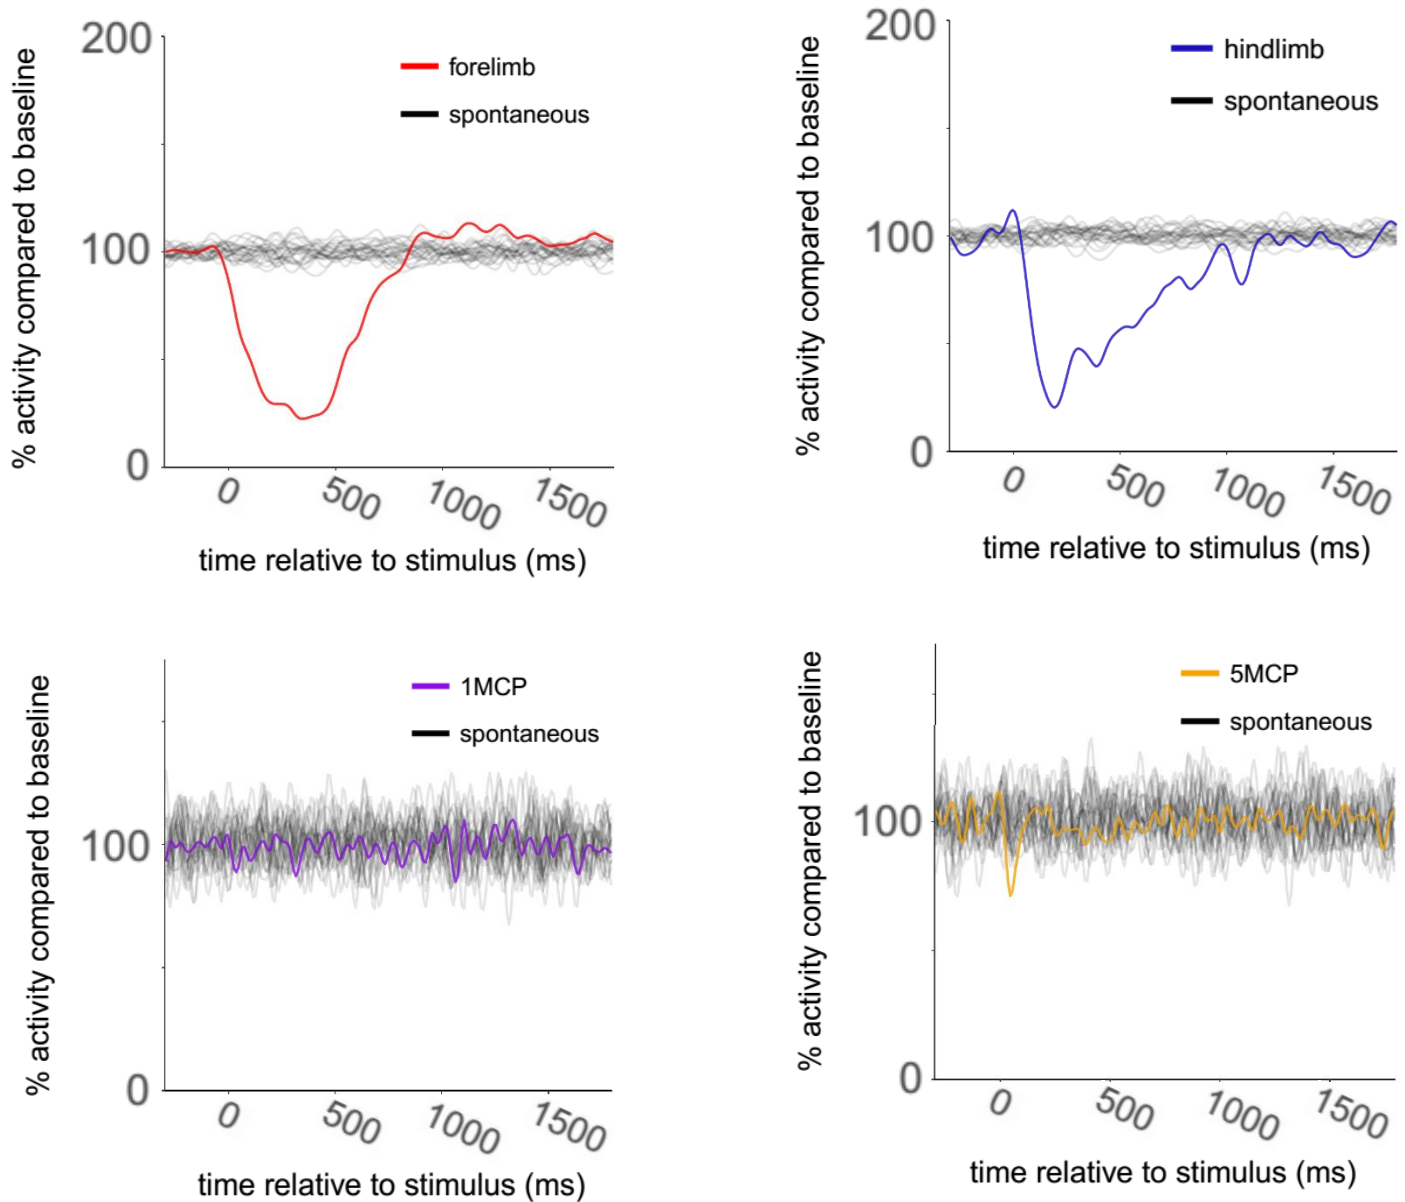 % activity compared to baseline
200
100
0
forelimb
spontaneous
0
500
1000
1500
time relative to stimulus (ms)
% activity compared to baseline
200
100
0
hindlimb
spontaneous
0
500
1000
1500
time relative to stimulus (ms)
% activity compared to baseline
100
0
1MCP
spontaneous
0
500
1000
1500
time relative to stimulus (ms)
% activity compared to baseline
100
0
5MCP
spontaneous
0
500
1000
1500
time relative to stimulus (ms)